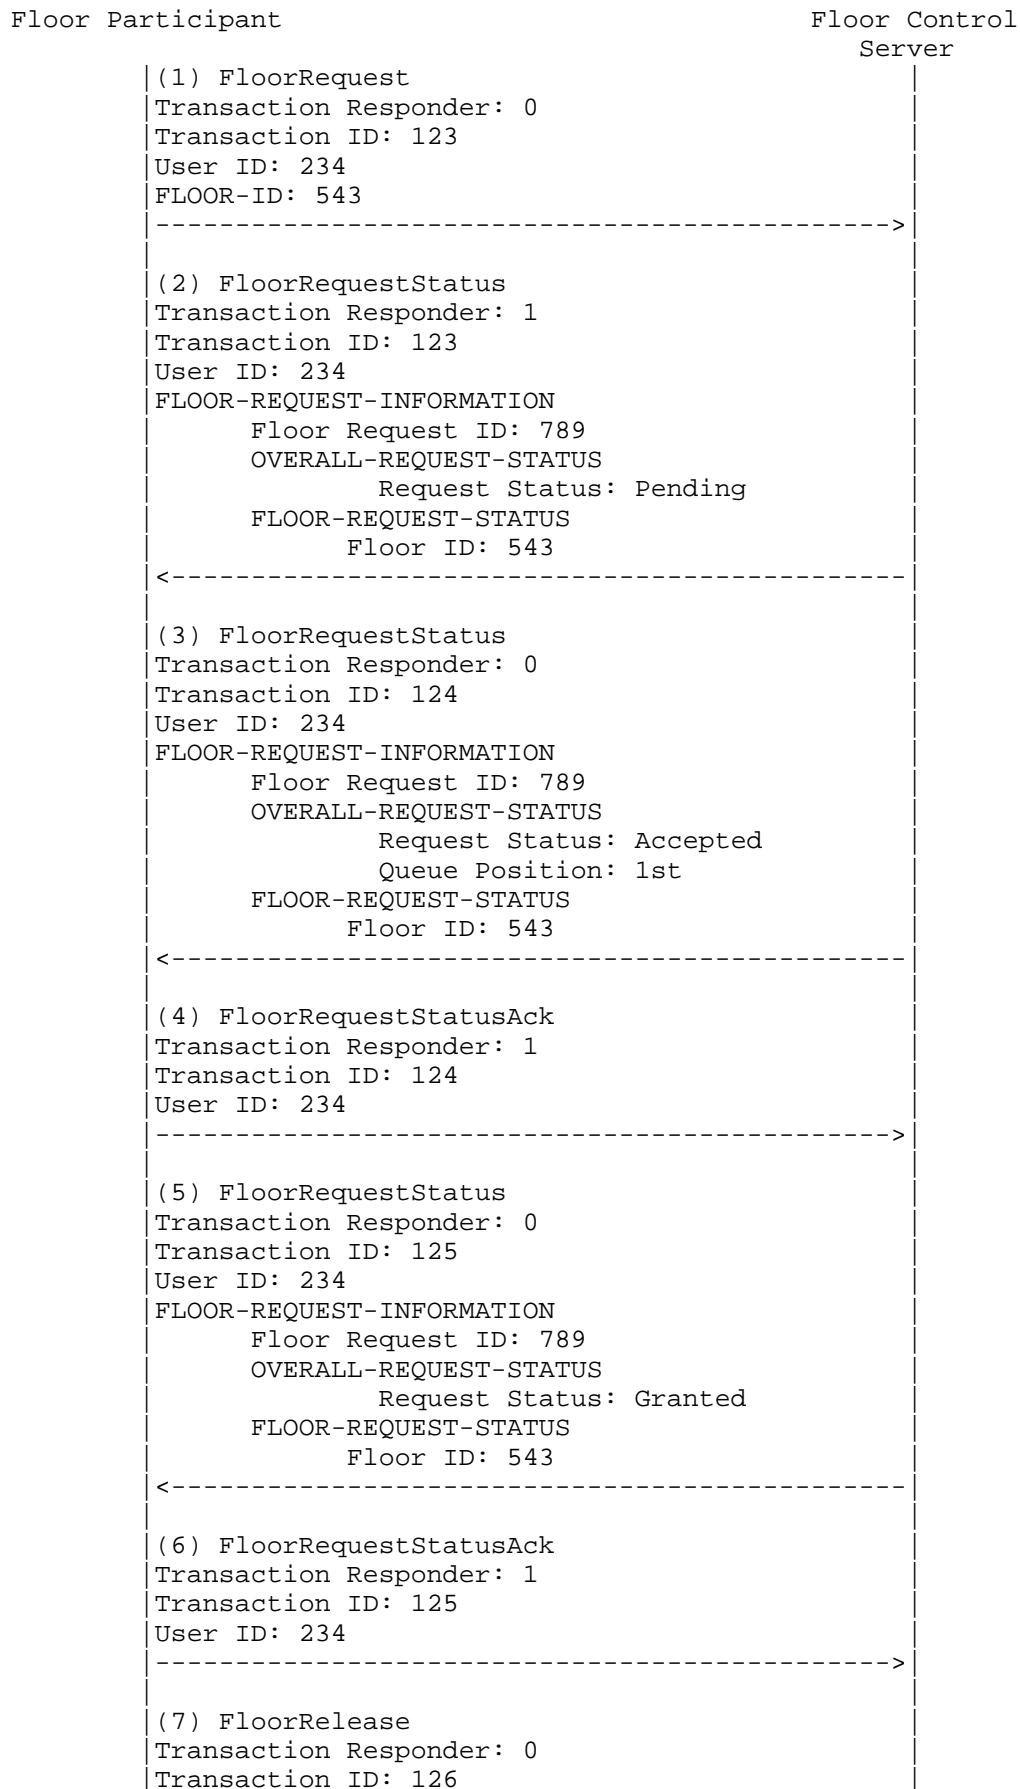 Floor Participant                                 Floor Control
                                                     Server
         |(1) FloorRequest                               |
         |Transaction Responder: 0                       |
         |Transaction ID: 123                            |
         |User ID: 234                                   |
         |FLOOR-ID: 543                                  |
         |---------------------------------------------->|
         |                                               |
         |(2) FloorRequestStatus                         |
         |Transaction Responder: 1                       |
         |Transaction ID: 123                            |
         |User ID: 234                                   |
         |FLOOR-REQUEST-INFORMATION                      |
         |      Floor Request ID: 789                    |
         |      OVERALL-REQUEST-STATUS                   |
         |              Request Status: Pending          |
         |      FLOOR-REQUEST-STATUS                     |
         |            Floor ID: 543                      |
         |<----------------------------------------------|
         |                                               |
         |(3) FloorRequestStatus                         |
         |Transaction Responder: 0                       |
         |Transaction ID: 124                            |
         |User ID: 234                                   |
         |FLOOR-REQUEST-INFORMATION                      |
         |      Floor Request ID: 789                    |
         |      OVERALL-REQUEST-STATUS                   |
         |              Request Status: Accepted         |
         |              Queue Position: 1st              |
         |      FLOOR-REQUEST-STATUS                     |
         |            Floor ID: 543                      |
         |<----------------------------------------------|
         |                                               |
         |(4) FloorRequestStatusAck                      |
         |Transaction Responder: 1                       |
         |Transaction ID: 124                            |
         |User ID: 234                                   |
         |---------------------------------------------->|
         |                                               |
         |(5) FloorRequestStatus                         |
         |Transaction Responder: 0                       |
         |Transaction ID: 125                            |
         |User ID: 234                                   |
         |FLOOR-REQUEST-INFORMATION                      |
         |      Floor Request ID: 789                    |
         |      OVERALL-REQUEST-STATUS                   |
         |              Request Status: Granted          |
         |      FLOOR-REQUEST-STATUS                     |
         |            Floor ID: 543                      |
         |<----------------------------------------------|
         |                                               |
         |(6) FloorRequestStatusAck                      |
         |Transaction Responder: 1                       |
         |Transaction ID: 125                            |
         |User ID: 234                                   |
         |---------------------------------------------->|
         |                                               |
         |(7) FloorRelease                               |
         |Transaction Responder: 0                       |
         |Transaction ID: 126                            |